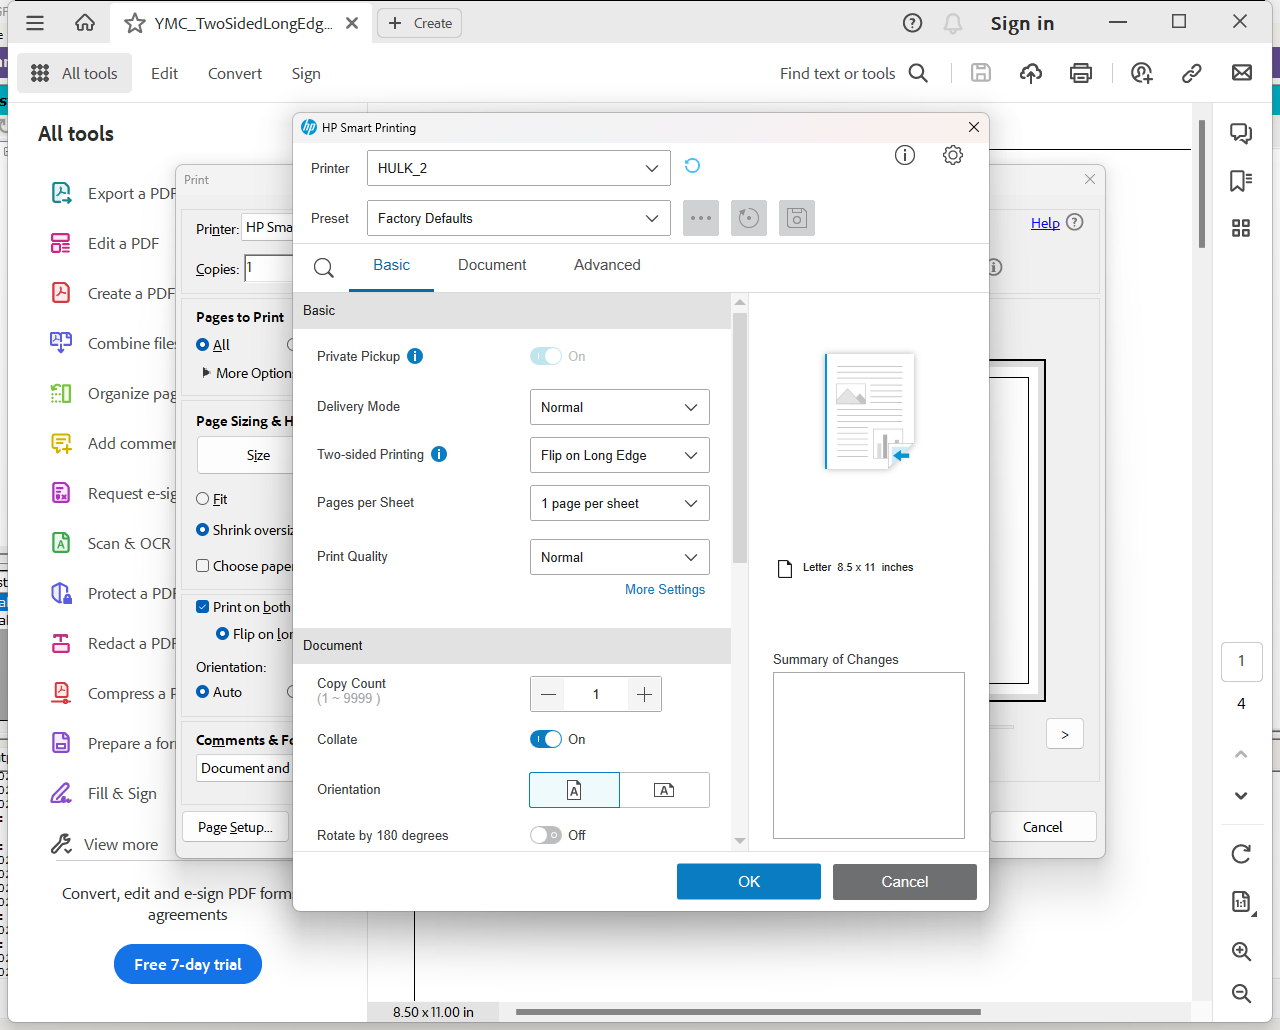 YMC_TwoSidedLongEdg...
Create
Sign in
All tools
Edit
Convert
Sign
Find text or tools
All tools
Export a PDF
Edit a PDF
Create a PDF
Combine files
Organize pag
Add commer
Request e-sig
Scan & OCR
Protect a PDF
Redact a PDF
Compress a P
Prepare a for
Fill & Sign
View more
Convert, edit and e-sign PDF form
agreements
Free 7-day trial
Print
Printer:
HP Sma
Copies:
1
Help
Pages to Print
All
More Option
Page Sizing & H
Size
Fit
Shrink oversiz
Choose paper
Print on both
Flip on lon
Orientation:
Auto
Comments & Fo
Document and
Page Setup...
>
Cancel
hp
HP Smart Printing
Printer
HULK_2
Preset
Factory Defaults
Basic
Document
Advanced
Basic
Private Pickup
On
Delivery Mode
Normal
Two-sided Printing
Flip on Long Edge
Pages per Sheet
1 page per sheet
Print Quality
Normal
More Settings
Document
Copy Count
(1 ~ 9999 )
1
Collate
On
Orientation
A
A
Rotate by 180 degrees
Off
Letter 8.5 x 11 inches
Summary of Changes
OK
Cancel
1
4
1:1
8.50 x 11.00 in